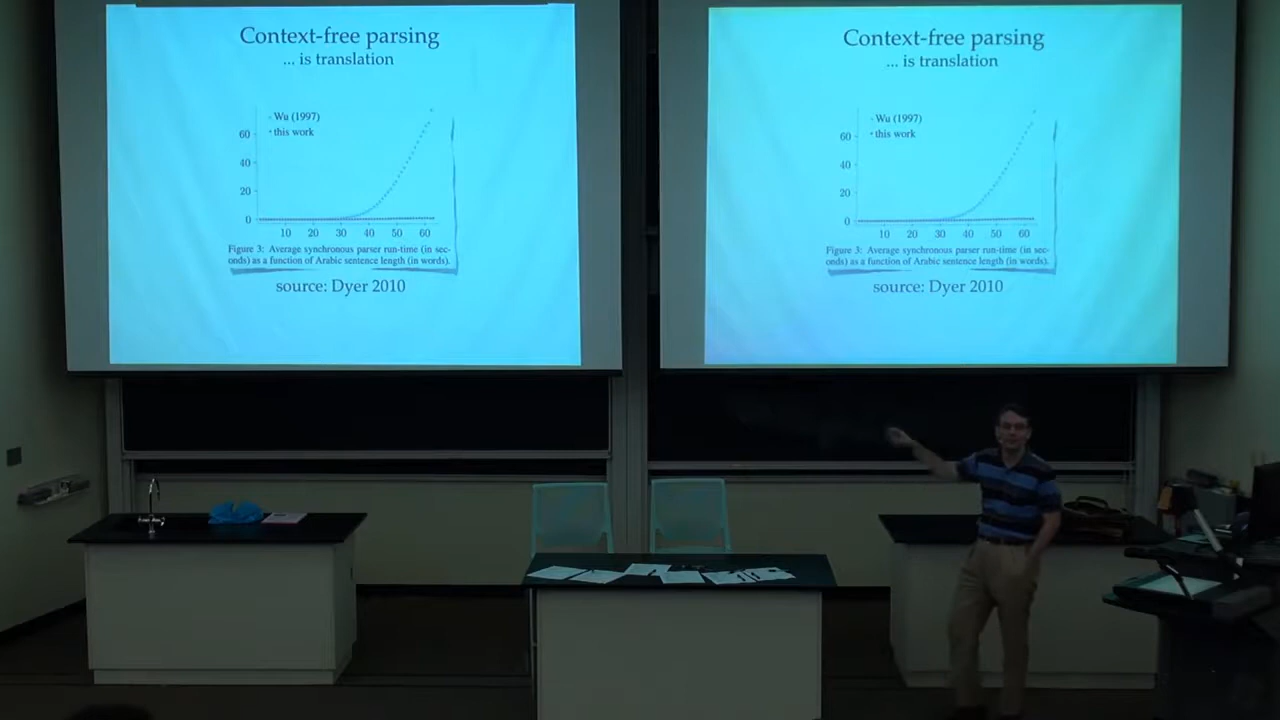 Context-free parsing
... is translation
- Wu (1997)
• this work
60
40
20
0
10 20 30 40 50 60
Figure 3: Average synchronous parser run-time (in sec-
onds) as a function of Arabic sentence length (in words).
source: Dyer 2010
Context-free parsing
... is translation
- Wu (1997)
• this work
60
40
20
0
10 20 30 40 50 60
Figure 3: Average synchronous parser run-time (in sec-
onds) as a function of Arabic sentence length (in words).
source: Dyer 2010